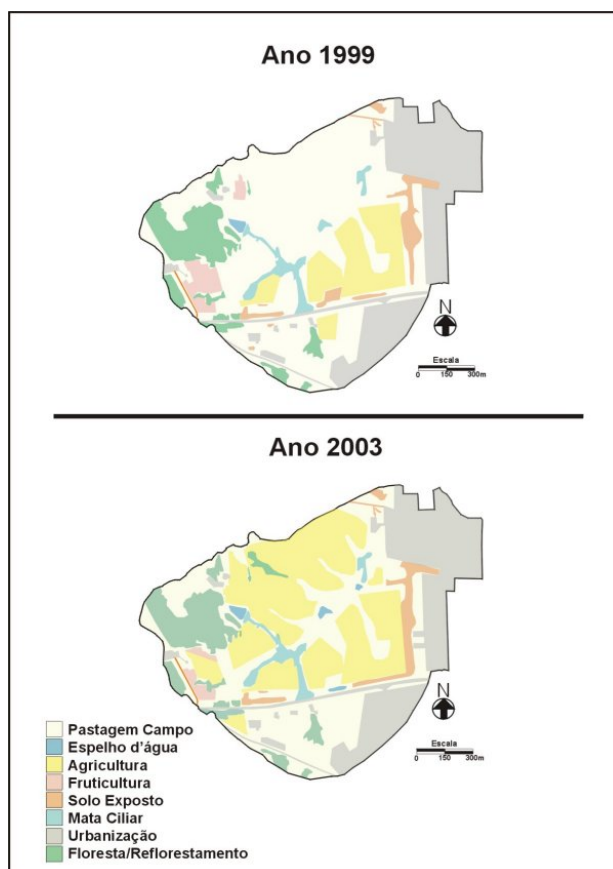 Ano 1999
N
Escala
0 150 300m
Ano 2003
N
Escala
0 150 300m
Pastagem Campo
Espelho d'água
Agricultura
Fruticultura
Solo Exposto
Mata Ciliar
Urbanização
Floresta/Reflorestamento